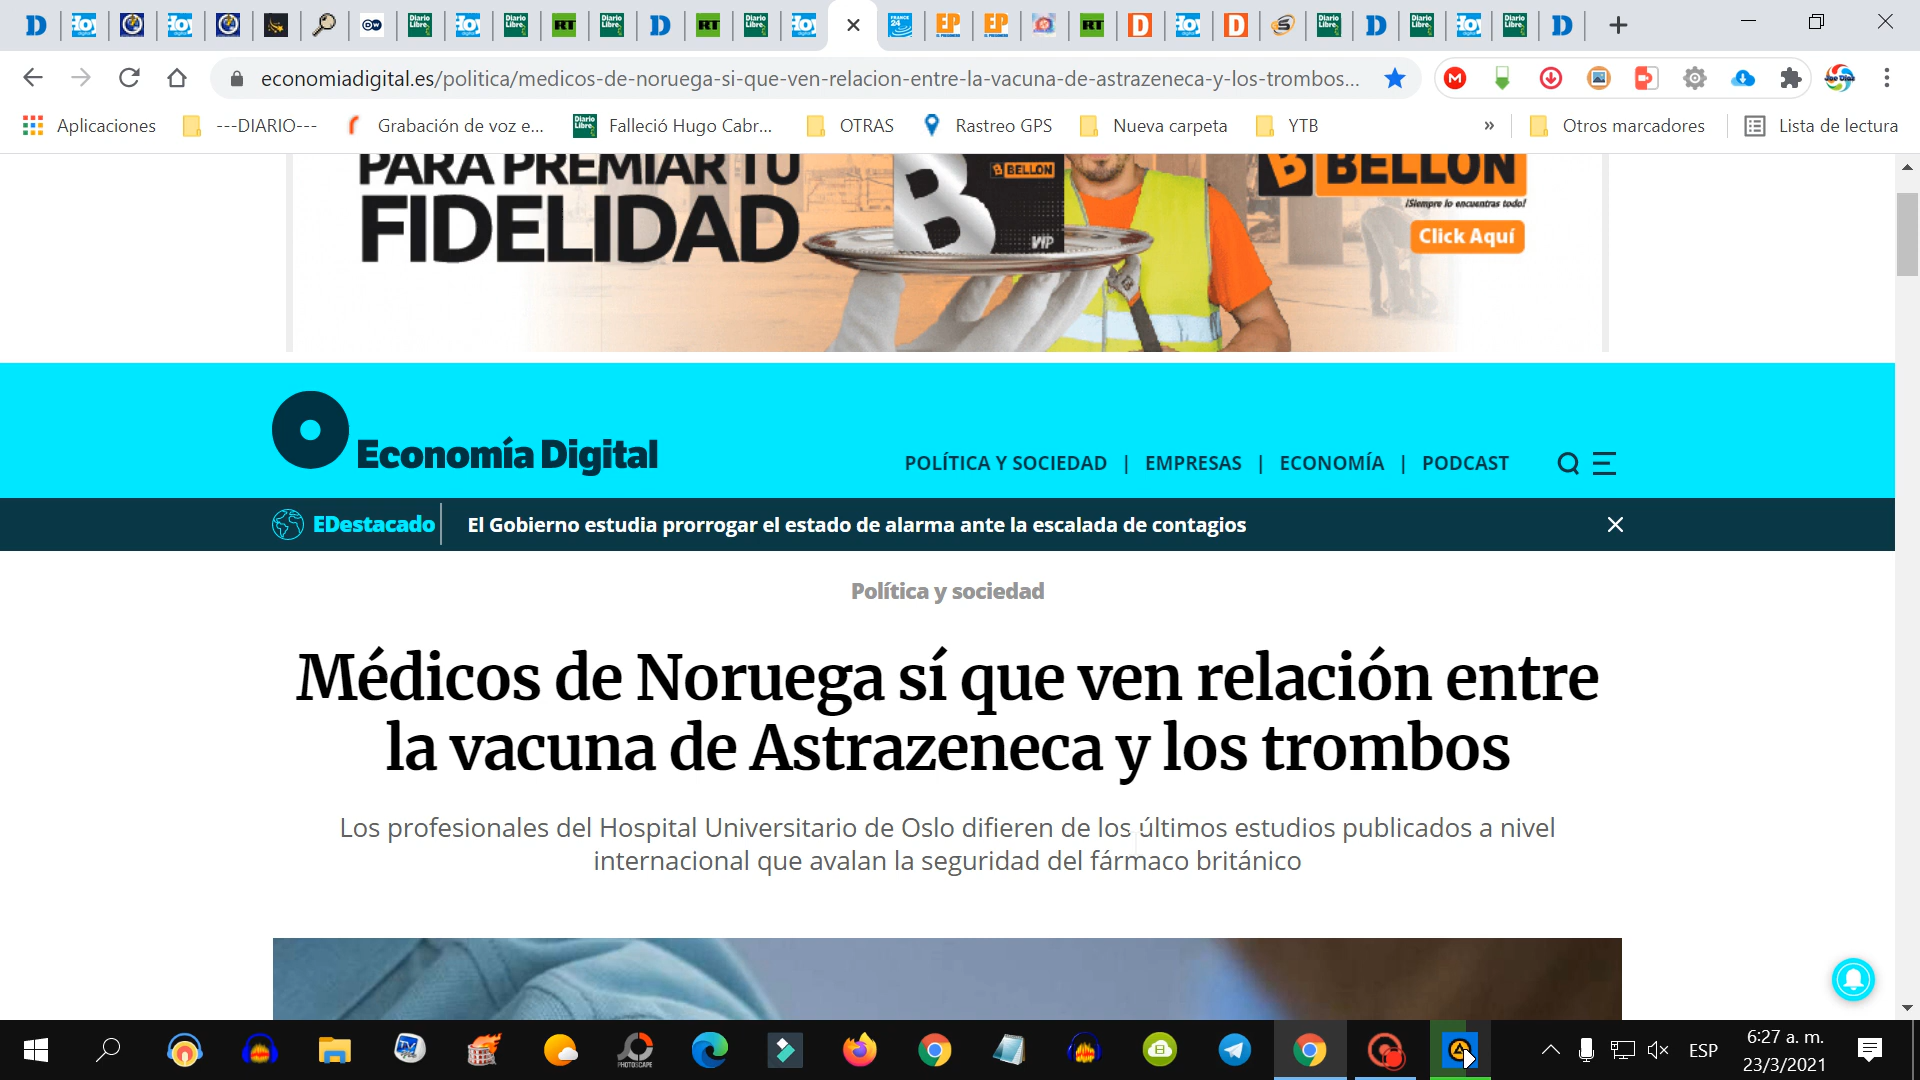 economiadigital.es/politica/medicos-de-noruega-si-que-ven-relacion-entre-la-vacuna-de-astrazeneca-y-los-trombos...
Aplicaciones ---DIARIO--- Grabación de voz e... Falleció Hugo Cabr... OTRAS Rastreo GPS Nueva carpeta YTB » Otros marcadores Lista de lectura
PARA PREMIAR TU
FIDELIDAD
B BELLON
VIP
B BELLON
¡Siempre lo encuentras todo!
Click Aquí
Economía Digital
POLÍTICA Y SOCIEDAD | EMPRESAS | ECONOMÍA | PODCAST
EDestacado El Gobierno estudia prorrogar el estado de alarma ante la escalada de contagios
Política y sociedad
Médicos de Noruega sí que ven relación entre
la vacuna de Astrazeneca y los trombos
Los profesionales del Hospital Universitario de Oslo difieren de los últimos estudios publicados a nivel
internacional que avalan la seguridad del fármaco británico
ESP
6:27 a. m.
23/3/2021